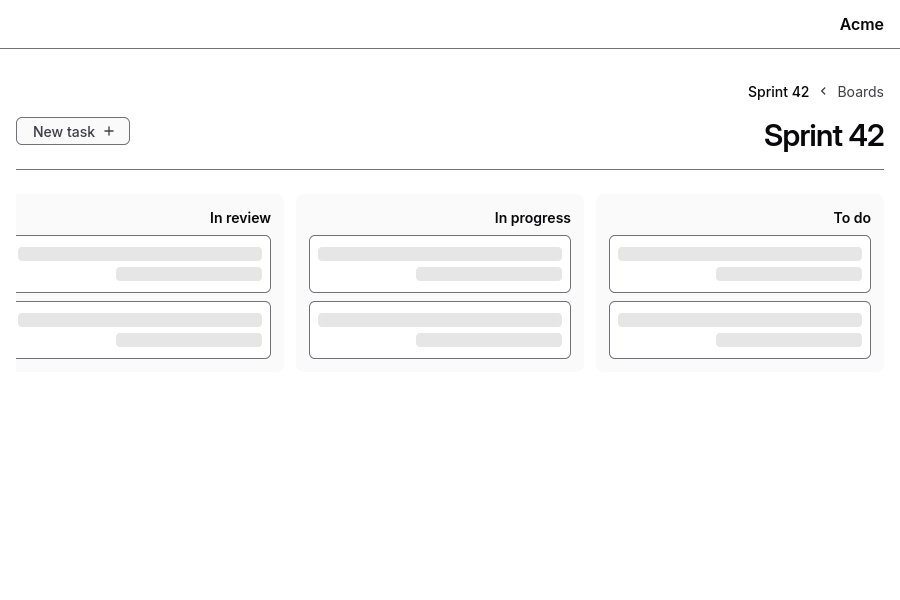 Acme
Boards
Sprint 42
Sprint 42
New task
To do
In progress
In review